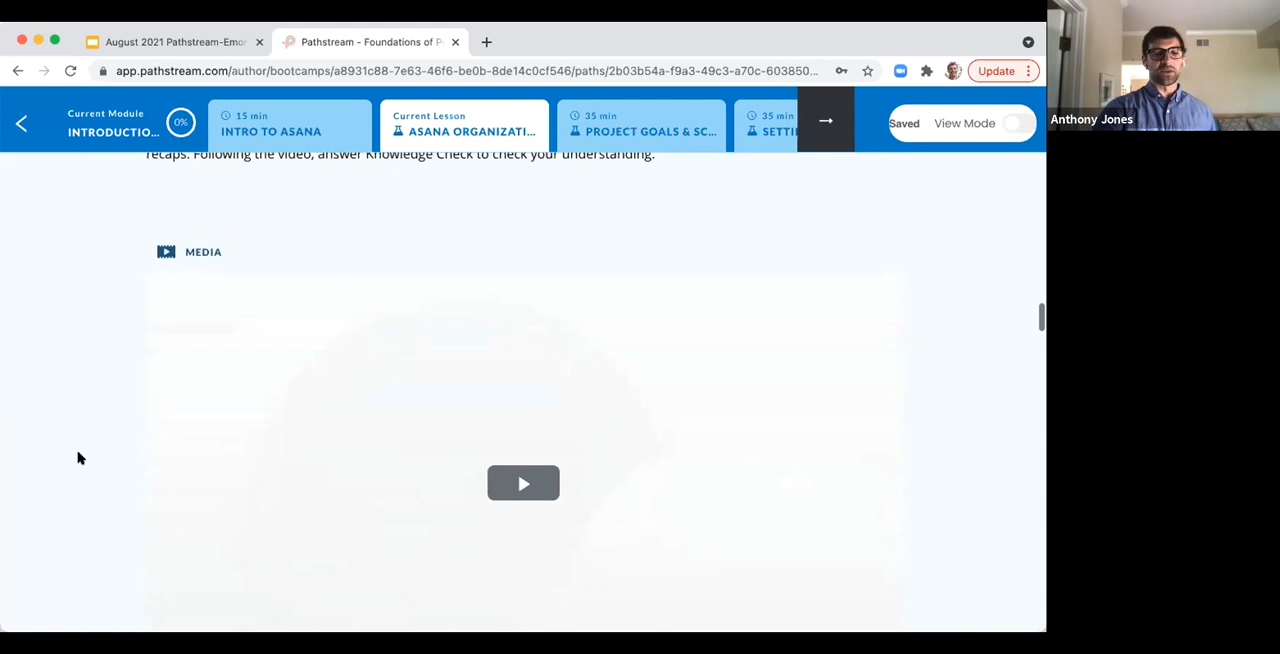 August 2021 Pathstream-Emor
Pathstream - Foundations of P
app.pathstream.com/author/bootcamps/a8931c88-7e63-46f6-bb0b-8de14c0cf546/paths/2b03b54a-f9a3-49c3-a70c-603850...
Update
Anthony Jones
Current Module
INTRODUCTIO...
0%
15 min
INTRO TO ASANA
Current Lesson
ASANA ORGANIZATI...
35 min
PROJECT GOALS & SC...
35 min
SETTI
Saved
View Mode
recaps. Following the video, answer Knowledge Check to check your understanding.
MEDIA